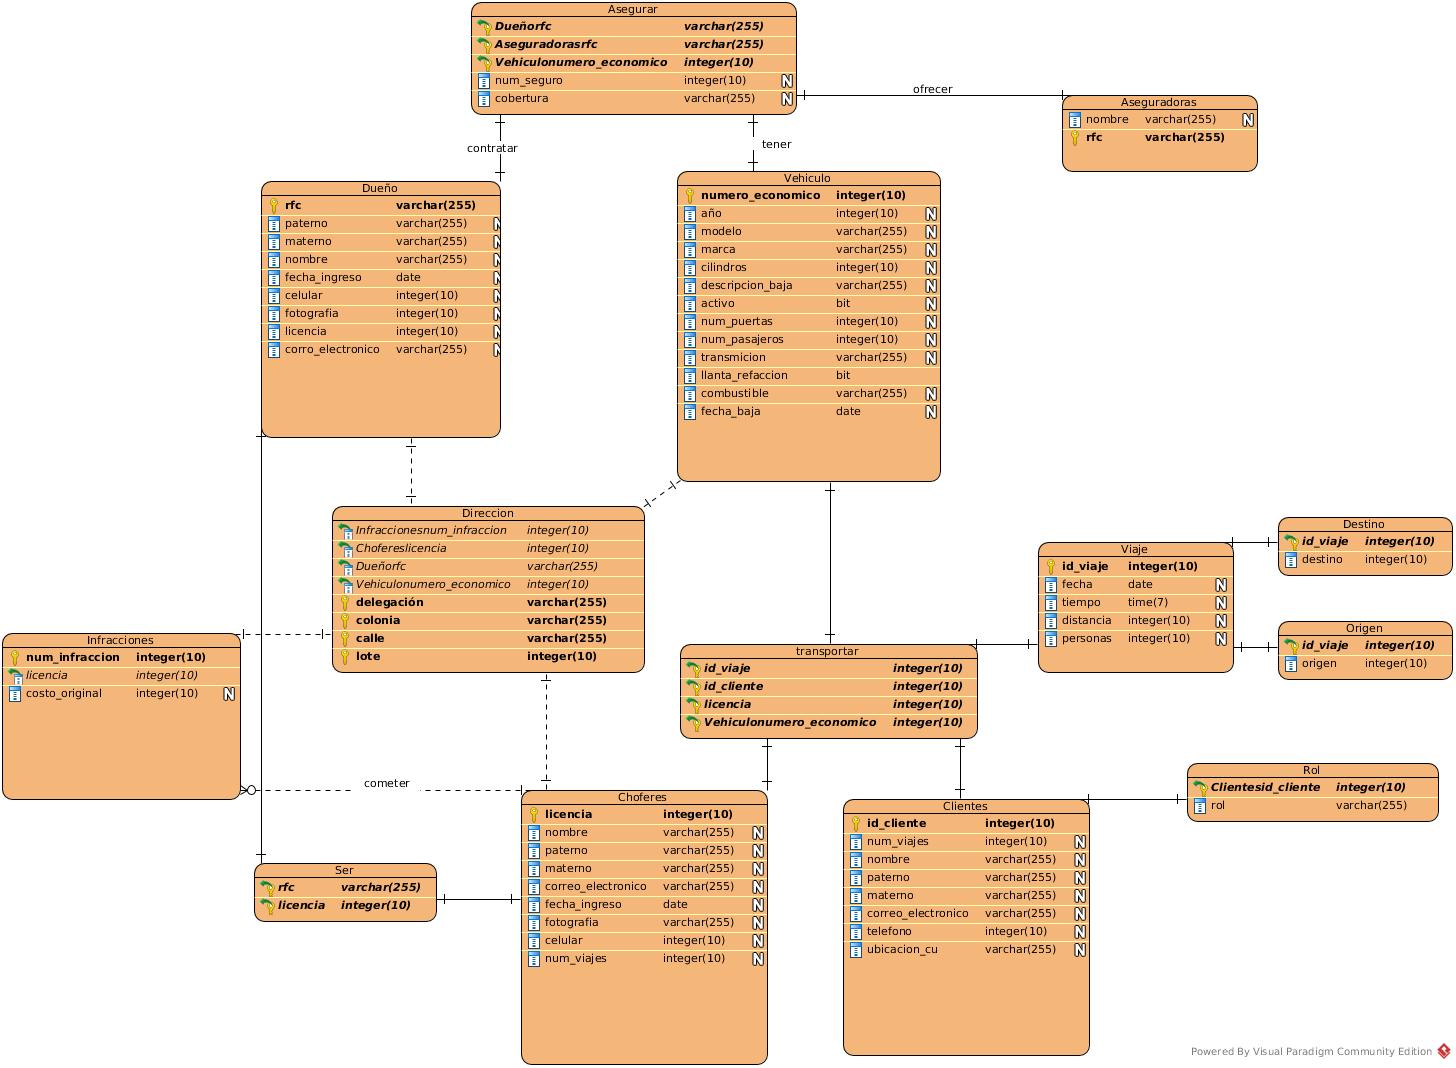 Asegurar
Dueñorfc varchar(255)
Aseguradorasrfc varchar(255)
Vehiculonumero_economico integer(10)
num_seguro integer(10) N
cobertura varchar(255) N
ofrecer
Aseguradoras
nombre varchar(255) N
rfc varchar(255)
contratar
tener
Dueño
rfc varchar(255)
paterno varchar(255) N
materno varchar(255) N
nombre varchar(255) N
fecha_ingreso date N
celular integer(10) N
fotografia integer(10) N
licencia integer(10) N
corro_electronico varchar(255) N
Vehiculo
numero_economico integer(10)
año integer(10) N
modelo varchar(255) N
marca varchar(255) N
cilindros integer(10) N
descripcion_baja varchar(255) N
activo bit N
num_puertas integer(10) N
num_pasajeros integer(10) N
transmicion varchar(255) N
llanta_refaccion bit
combustible varchar(255) N
fecha_baja date N
Direccion
Infraccionesnum_infraccion integer(10)
Chofereslicencia integer(10)
Dueñorfc varchar(255)
Vehiculonumero_economico integer(10)
delegación varchar(255)
colonia varchar(255)
calle varchar(255)
lote integer(10)
Viaje
id_viaje integer(10)
fecha date N
tiempo time(7) N
distancia integer(10) N
personas integer(10) N
Destino
id_viaje integer(10)
destino integer(10)
Origen
id_viaje integer(10)
origen integer(10)
Infracciones
num_infraccion integer(10)
licencia integer(10)
costo_original integer(10) N
transportar
id_viaje integer(10)
id_cliente integer(10)
licencia integer(10)
Vehiculonumero_economico integer(10)
cometer
Choferes
licencia integer(10)
nombre varchar(255) N
paterno varchar(255) N
materno varchar(255) N
correo_electronico varchar(255) N
fecha_ingreso date N
fotografia varchar(255) N
celular integer(10) N
num_viajes integer(10) N
Clientes
id_cliente integer(10)
num_viajes integer(10) N
nombre varchar(255) N
paterno varchar(255) N
materno varchar(255) N
correo_electronico varchar(255) N
telefono integer(10) N
ubicacion_cu varchar(255) N
Rol
Clientesid_cliente integer(10)
rol varchar(255)
Ser
rfc varchar(255)
licencia integer(10)
Powered By Visual Paradigm Community Edition